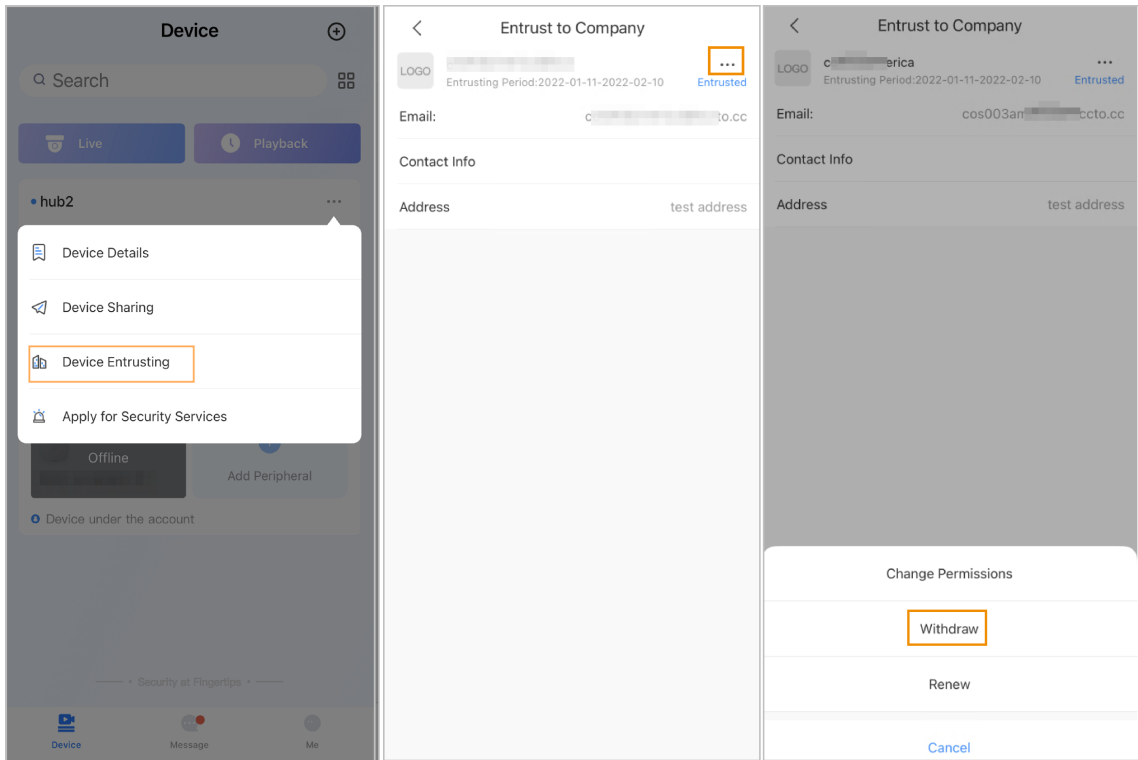 Device
Search
Live
Playback
hub2
Device Details
Device Sharing
Device Entrusting
Apply for Security Services
Offline
Add Peripheral
Device under the account
Security at Fingertips
Device
Message
Me
Entrust to Company
LOGO
Entrusting Period:2022-01-11-2022-02-10
Entrusted
Email:
c to.cc
Contact Info
Address
test address
Entrust to Company
LOGO
c erica
Entrusting Period:2022-01-11-2022-02-10
Entrusted
Email:
cos003am ccto.cc
Contact Info
Address
test address
Change Permissions
Withdraw
Renew
Cancel